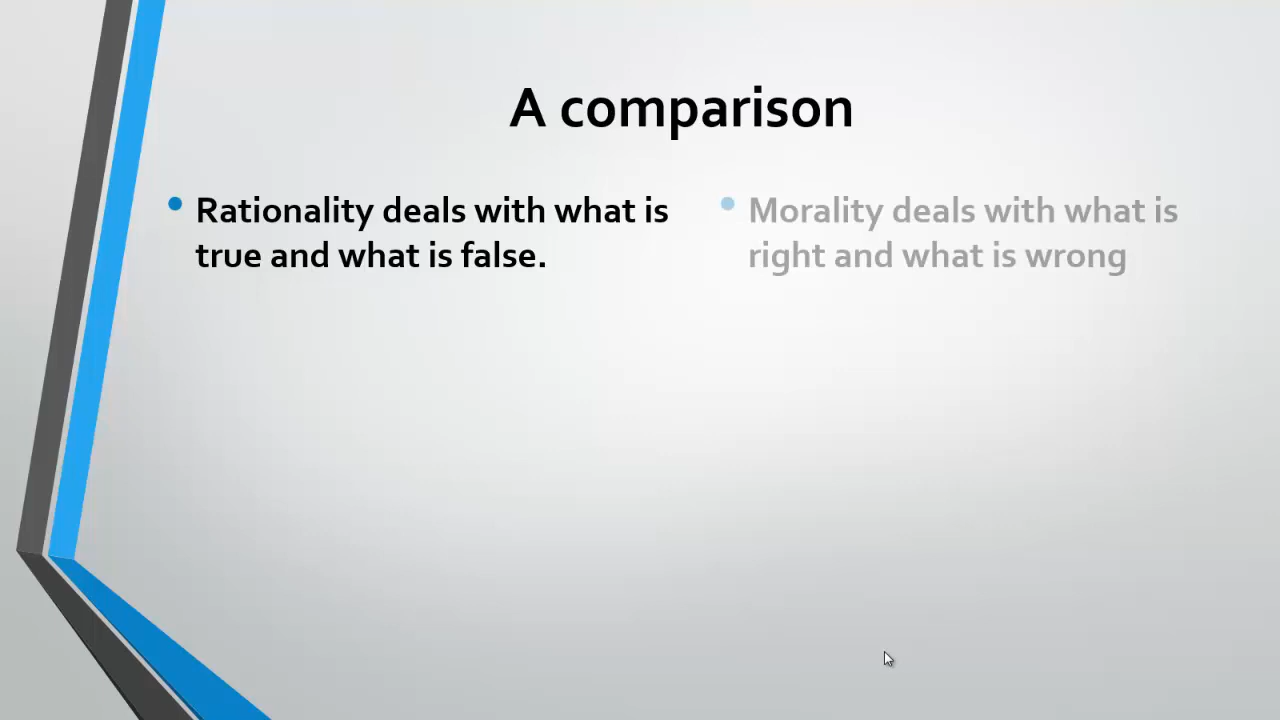 A comparison
• Rationality deals with what is
true and what is false.
• Morality deals with what is
right and what is wrong